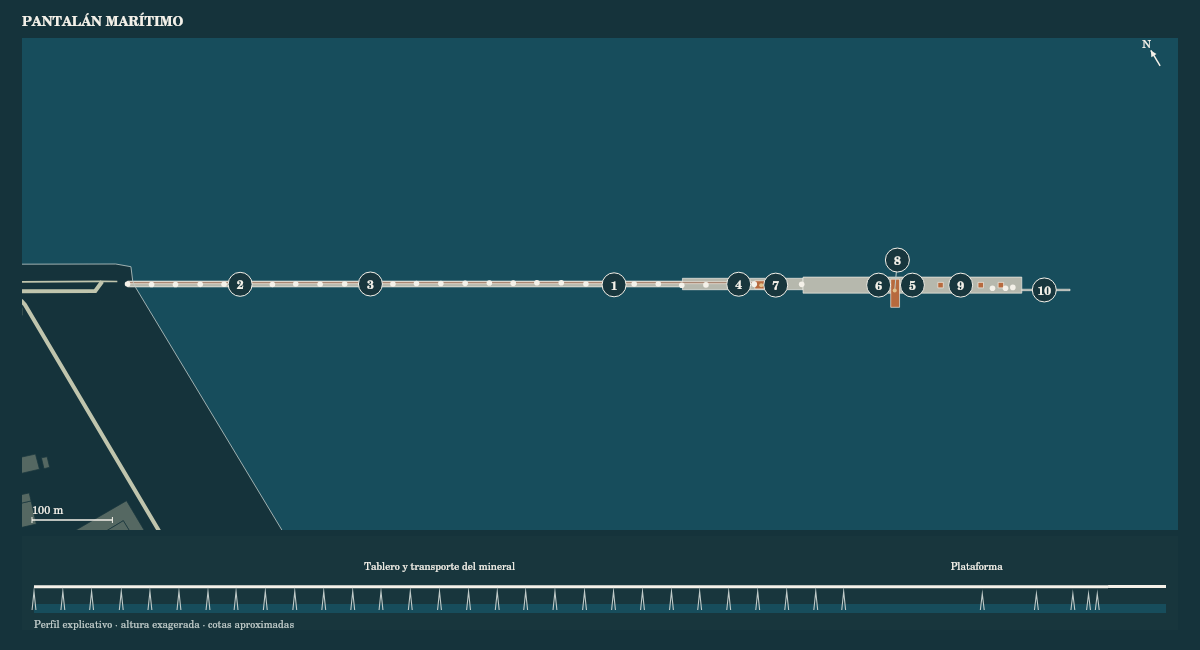 PANTALÁN MARÍTIMO
N
8
2
3
1
4
7
6
5
9
10
100 m
Tablero y transporte del mineral
Plataforma
Perfil explicativo · altura exagerada · cotas aproximadas